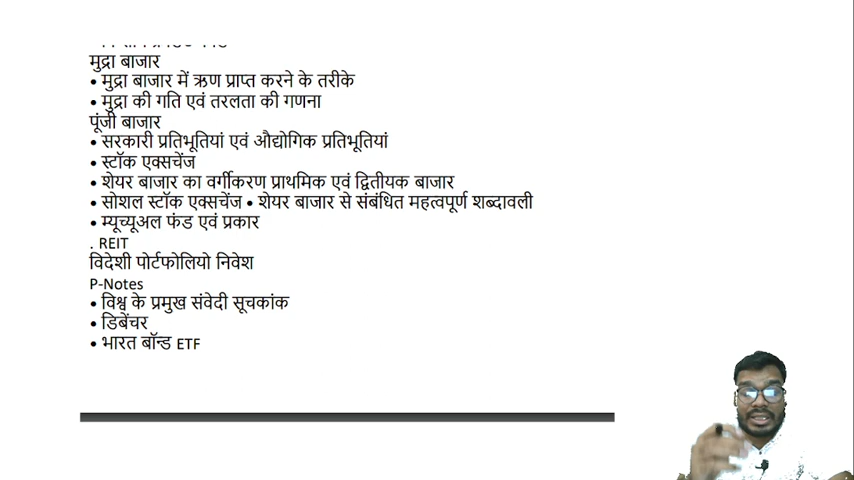 मुद्रा बाजार
• मुद्रा बाजार में ऋण प्राप्त करने के तरीके
• मुद्रा की गति एवं तरलता की गणना
पूंजी बाजार
• सरकारी प्रतिभूतियां एवं औद्योगिक प्रतिभूतियां
• स्टॉक एक्सचेंज
• शेयर बाजार का वर्गीकरण प्राथमिक एवं द्वितीयक बाजार
• सोशल स्टॉक एक्सचेंज • शेयर बाजार से संबंधित महत्वपूर्ण शब्दावली
• म्यूच्यूअल फंड एवं प्रकार
. REIT
विदेशी पोर्टफोलियो निवेश
P-Notes
• विश्व के प्रमुख संवेदी सूचकांक
• डिबेंचर
• भारत बॉन्ड ETF